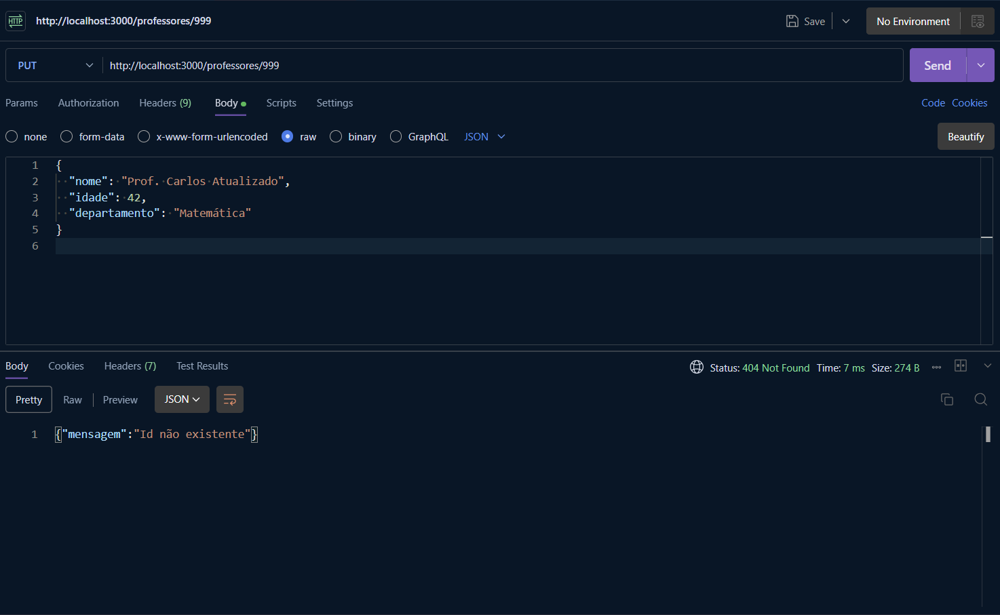 HTTP http://localhost:3000/professores/999 Save No Environment
PUT http://localhost:3000/professores/999 Send
Params Authorization Headers (9) Body Scripts Settings Code Cookies
none form-data x-www-form-urlencoded raw binary GraphQL JSON Beautify
1 {
2 "nome": "Prof. Carlos Atualizado",
3 "idade": 42,
4 "departamento": "Matemática"
5 }
6
Body Cookies Headers (7) Test Results Status: 404 Not Found Time: 7 ms Size: 274 B
Pretty Raw Preview JSON
1 {"mensagem":"Id não existente"}